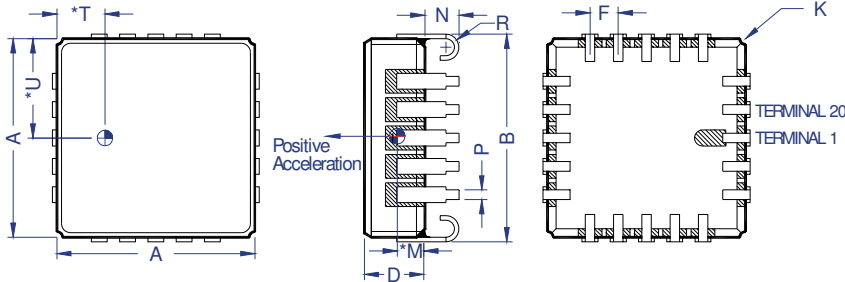 *T
N
R
F
K
*U
A
A
Positive
Acceleration
P
B
*M
D
TERMINAL 20
TERMINAL 1